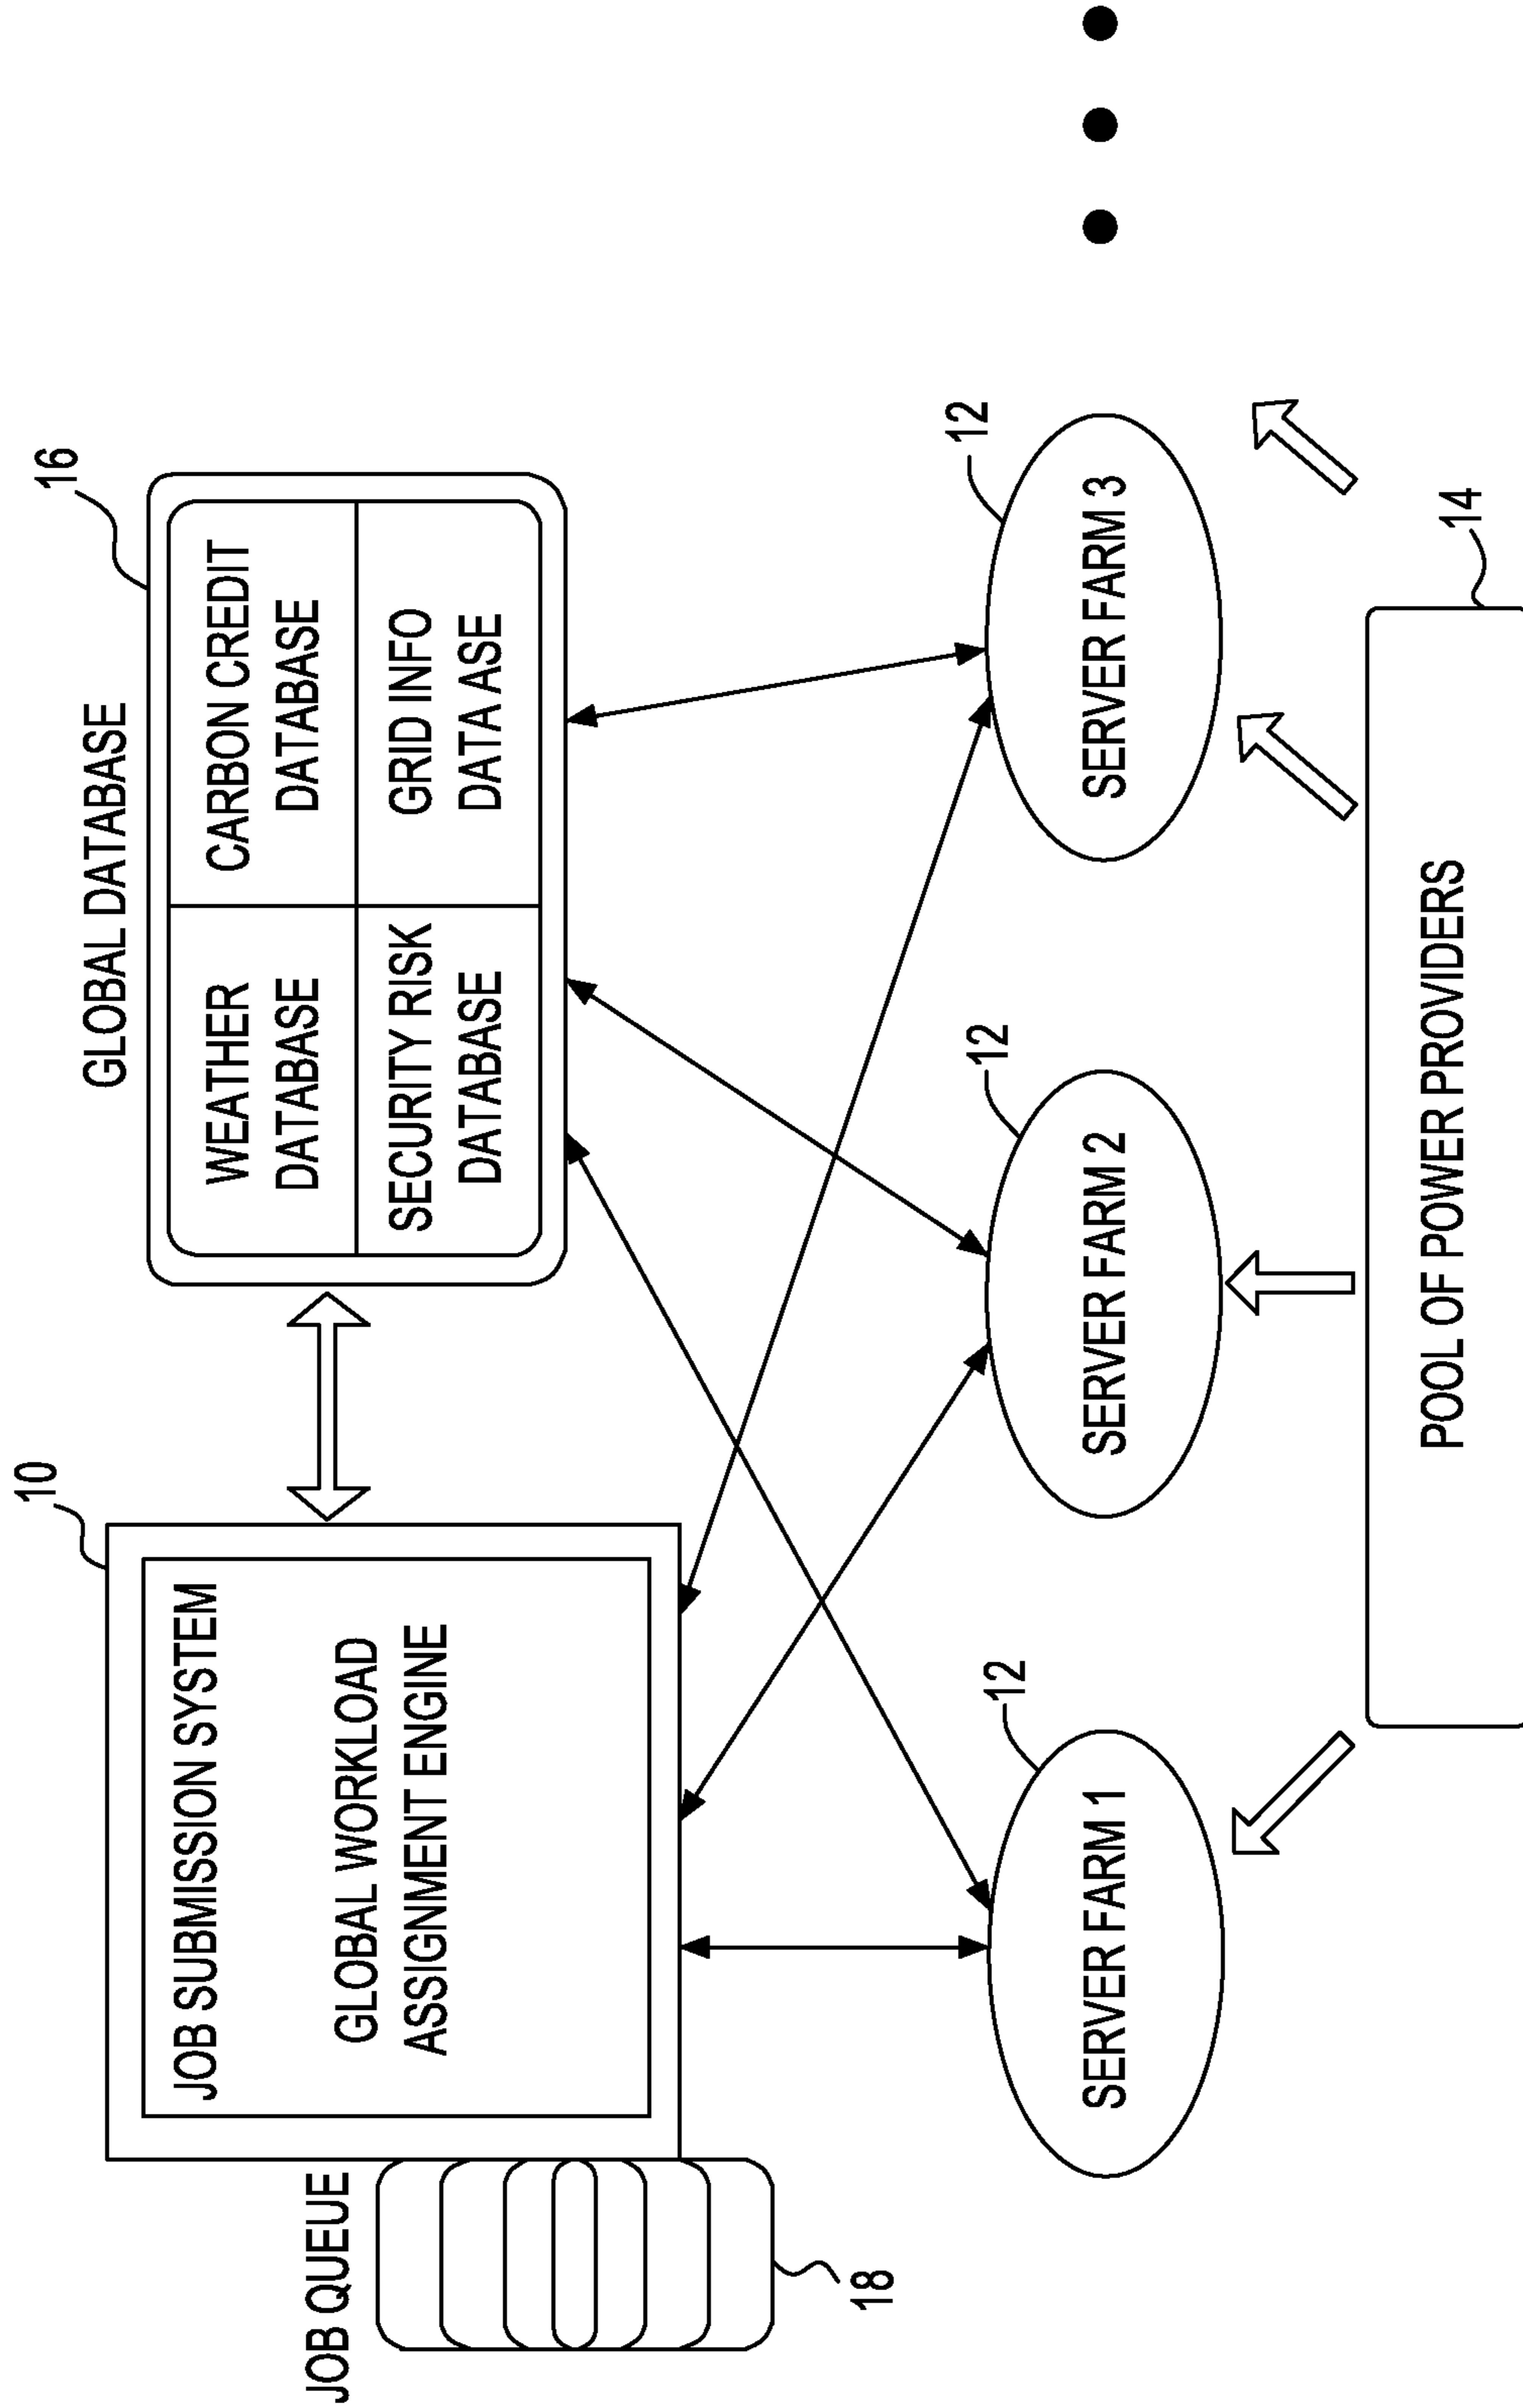 GLOBAL DATABASE
16
10
JOB SUBMISSION SYSTEM
GLOBAL WORKLOAD
ASSIGNMENT ENGINE
WEATHER
DATABASE
CARBON CREDIT
DATABASE
SECURITY RISK
DATABASE
GRID INFO
DATA ASE
JOB QUEUE
18
12
SERVER FARM 1
12
SERVER FARM 2
12
SERVER FARM 3
14
POOL OF POWER PROVIDERS